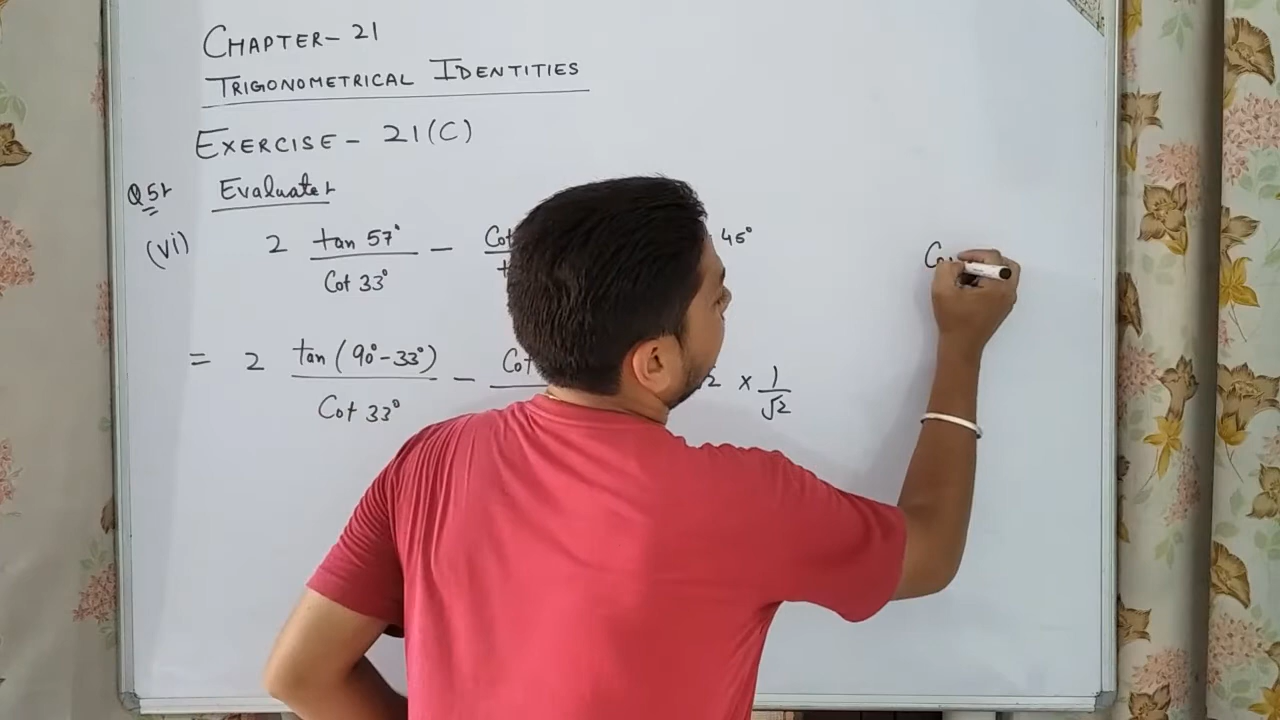 CHAPTER - 21
TRIGONOMETRICAL IDENTITIES
EXERCISE - 21(C)
Q5. Evaluate
(vi) 2 tan 57° / Cot 33° - Cot 45°
= 2 tan (90° - 33°) / Cot 33° - Cot 2 × 1/√2